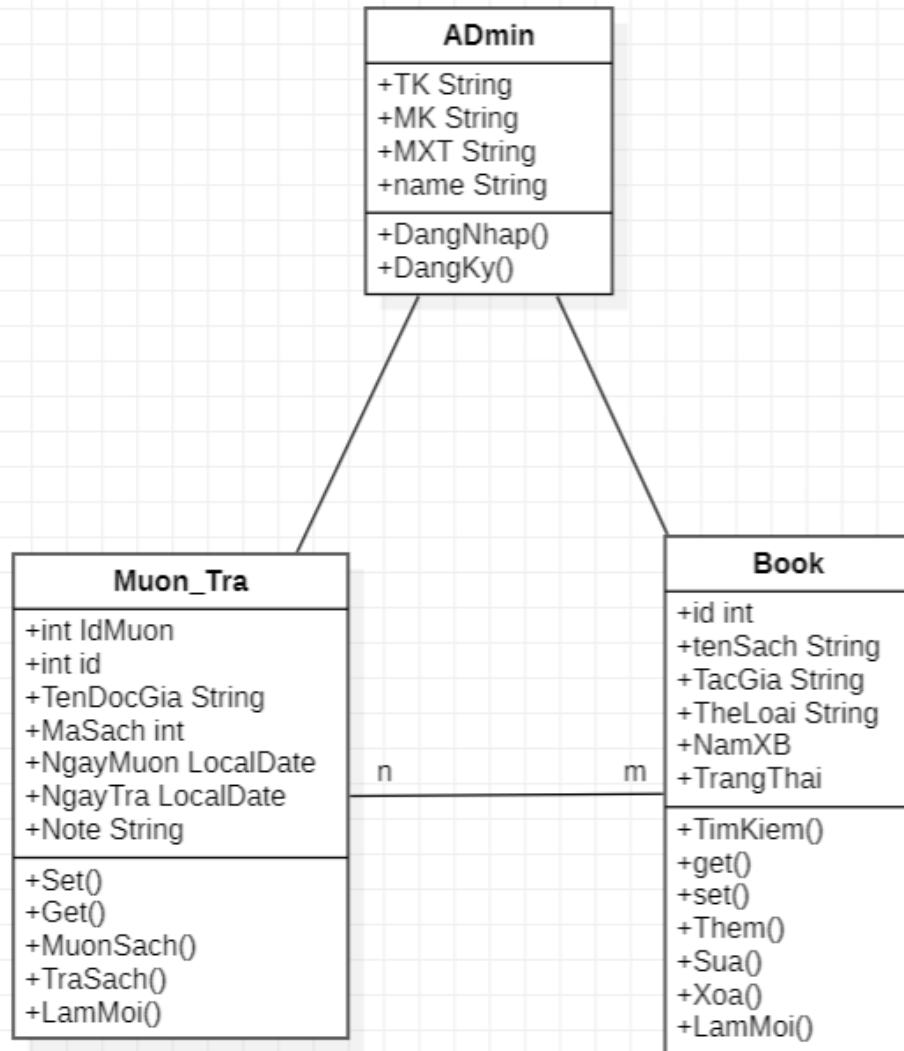 ADmin
+TK String
+MK String
+MXT String
+name String
+DangNhap()
+DangKy()
Muon_Tra
+int IdMuon
+int id
+TenDocGia String
+MaSach int
+NgayMuon LocalDate
+NgayTra LocalDate
+Note String
+Set()
+Get()
+MuonSach()
+TraSach()
+LamMoi()
n
m
Book
+id int
+tenSach String
+TacGia String
+TheLoai String
+NamXB
+TrangThai
+TimKiem()
+get()
+set()
+Them()
+Sua()
+Xoa()
+LamMoi()